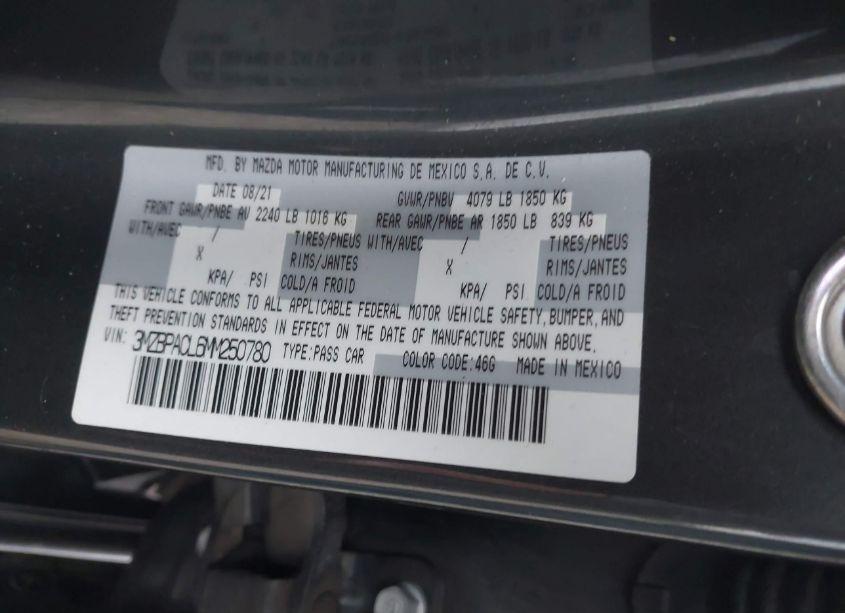 MFD. BY MAZDA MOTOR MANUFACTURING DE MEXICO S.A. DE C.V.
DATE 08/21 GVWR/PNBV 4079 LB 1850 KG
FRONT GAWR/PNBE AV 2240 LB 1016 KG REAR GAWR/PNBE AR 1850 LB 839 KG
WITH/AVEC / TIRES/PNEUS WITH/AVEC / TIRES/PNEUS
X RIMS/JANTES X RIMS/JANTES
KPA/ PSI COLD/A FROID KPA/ PSI COLD/A FROID
THIS VEHICLE CONFORMS TO ALL APPLICABLE FEDERAL MOTOR VEHICLE SAFETY, BUMPER, AND
THEFT PREVENTION STANDARDS IN EFFECT ON THE DATE OF MANUFACTURE SHOWN ABOVE.
VIN: 3MZBPACL6MM250780 TYPE:PASS CAR COLOR CODE:46G MADE IN MEXICO